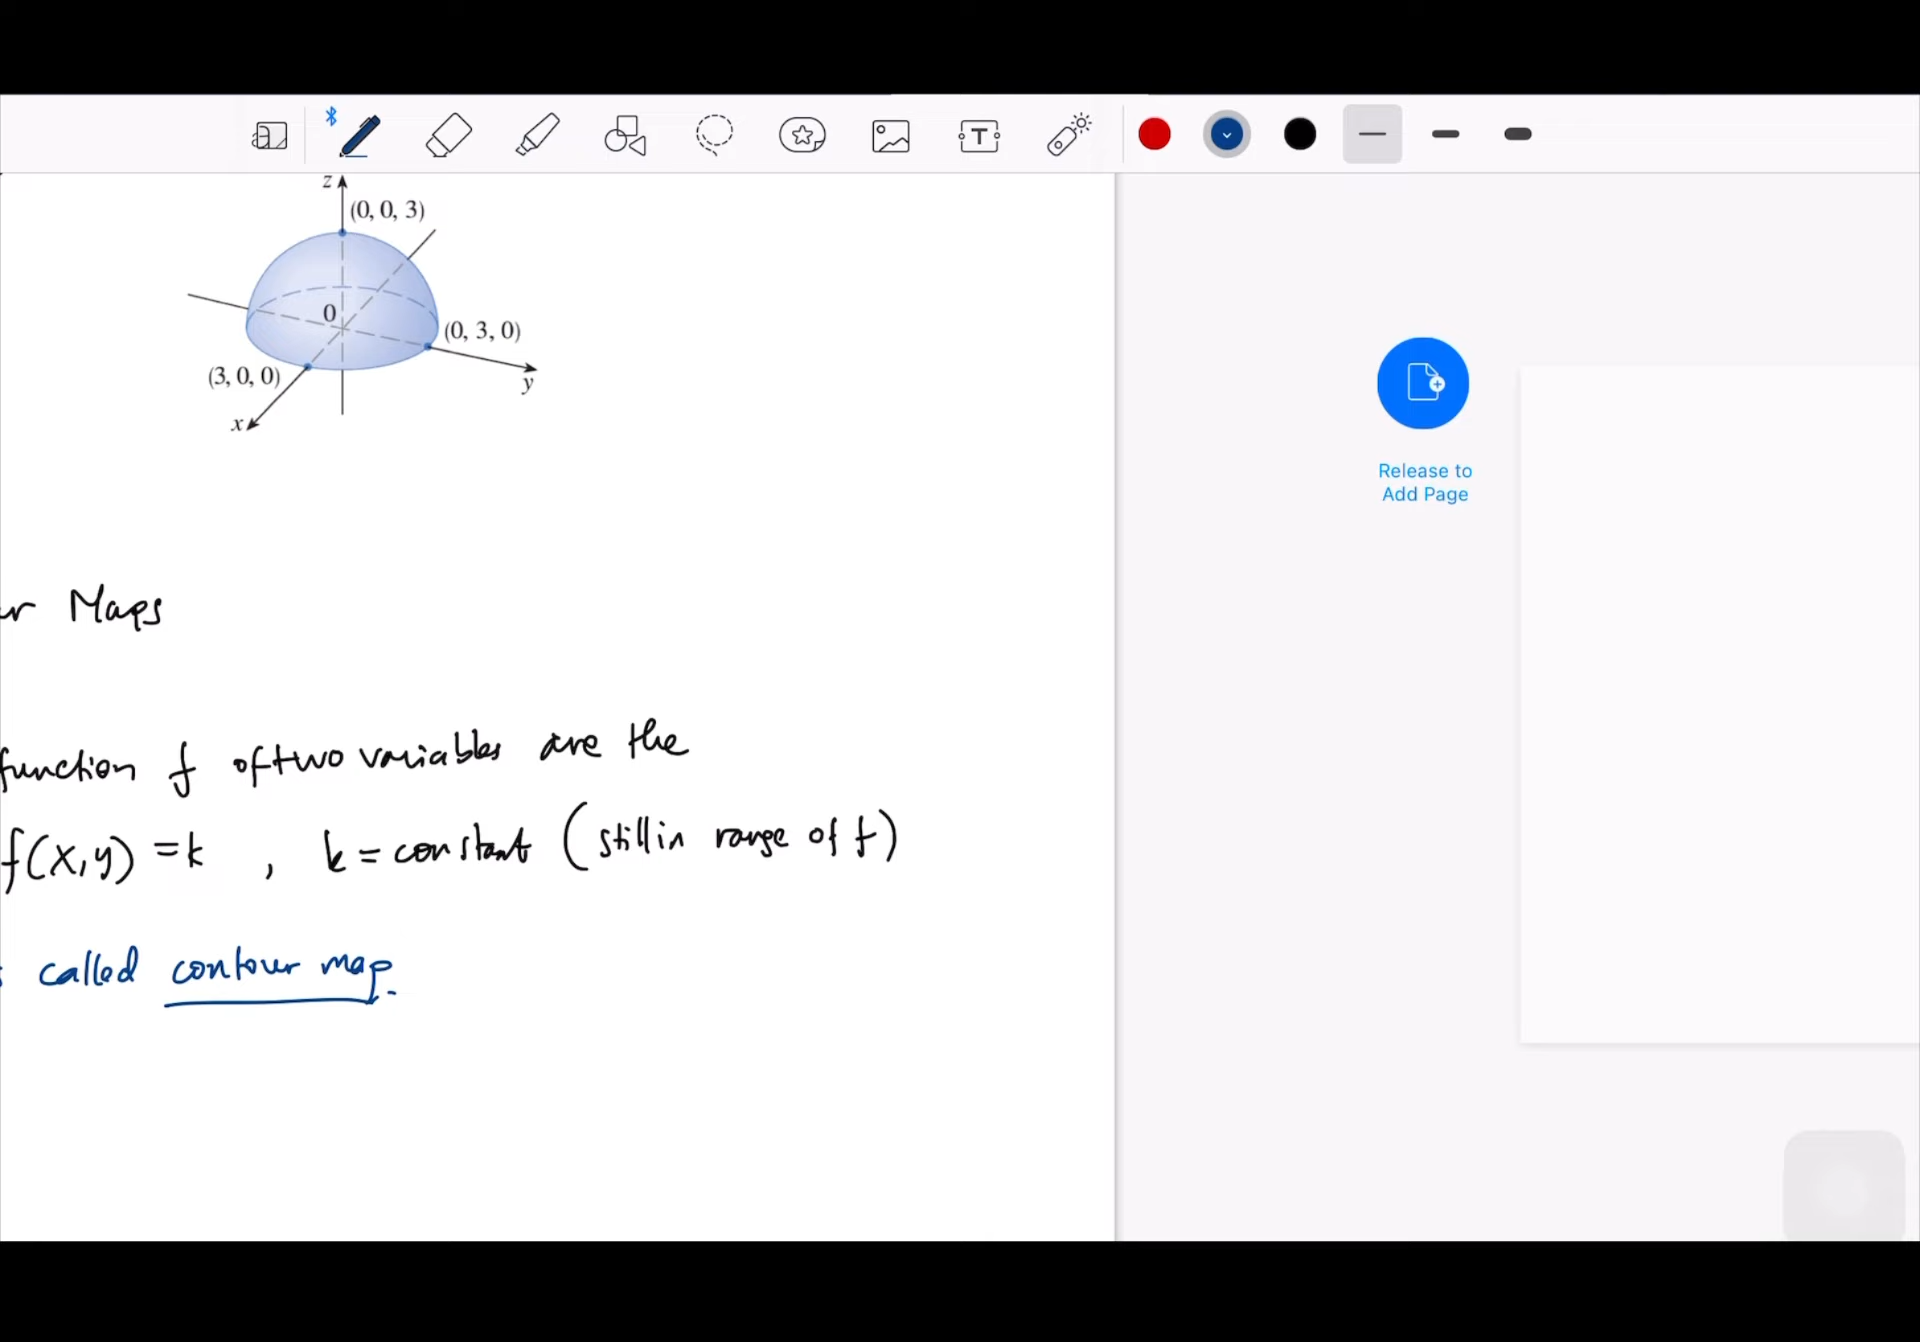 T
z
(0, 0, 3)
0
(0, 3, 0)
(3, 0, 0)
y
x
Release to
Add Page
Maps
function f of two variables are the
f(x,y) = k , k = constant (still in range of f)
called contour map.